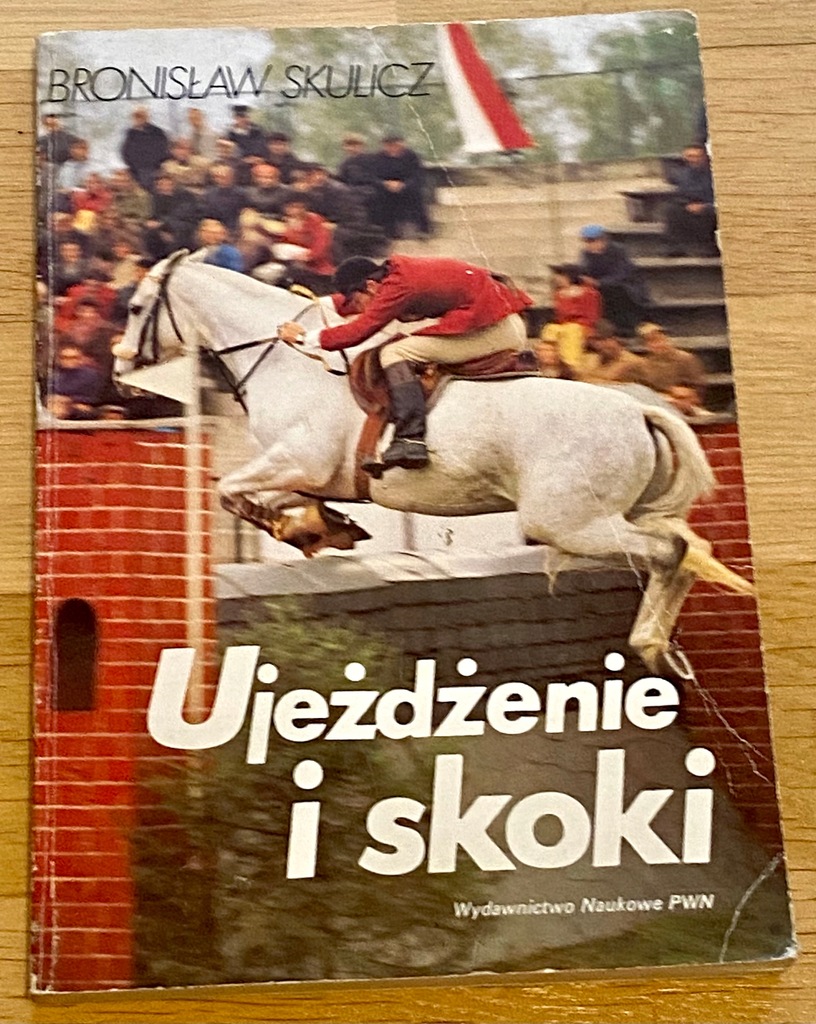 BRONISŁAW SKULICZ
Ujeżdżenie
i skoki
Wydawnictwo Naukowe PWN